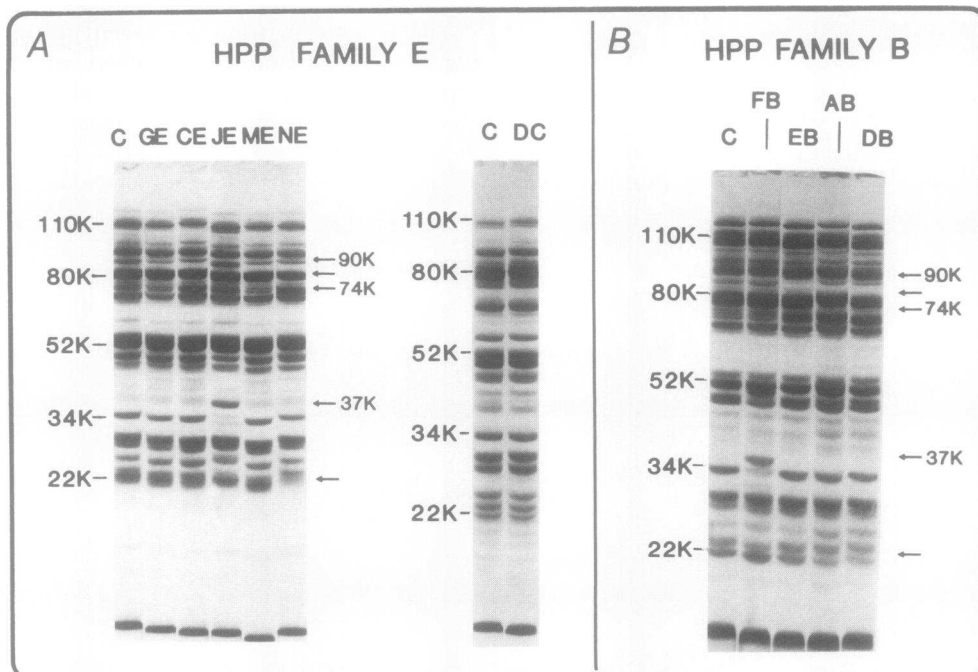 A
HPP FAMILY E
C GE CE JE ME NE
110K
80K
52K
34K
22K
90K
74K
37K
C DC
110K
80K
52K
34K
22K
B
HPP FAMILY B
FB AB
C EB DB
110K
80K
52K
34K
22K
90K
74K
37K